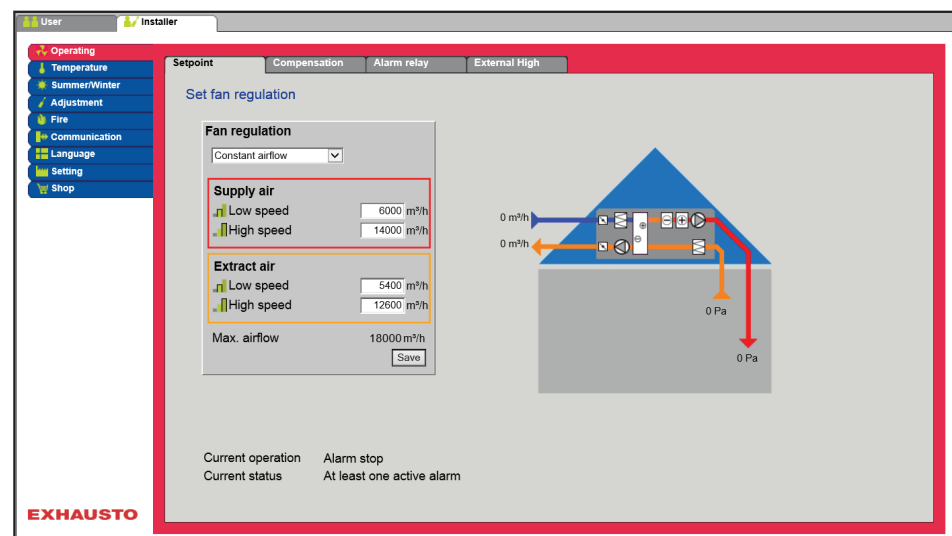 User Installer
Operating
Temperature
Summer/Winter
Adjustment
Fire
Communication
Language
Setting
Shop
Setpoint Compensation Alarm relay External High
Set fan regulation
Fan regulation
Constant airflow
Supply air
Low speed 6000 m³/h
High speed 14000 m³/h
Extract air
Low speed 5400 m³/h
High speed 12600 m³/h
Max. airflow 18000 m³/h
Save
0 m³/h
0 m³/h
0 Pa
0 Pa
Current operation Alarm stop
Current status At least one active alarm
EXHAUSTO